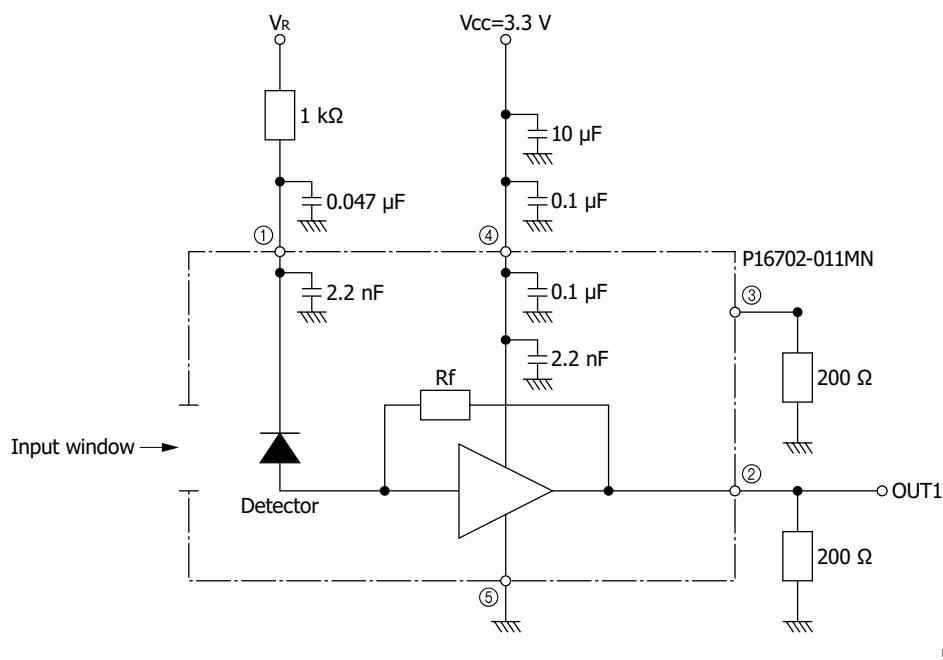 VR
Vcc=3.3 V
1 kΩ
10 µF
0.047 µF
0.1 µF
①
④
P16702-011MN
2.2 nF
0.1 µF
③
2.2 nF
200 Ω
Rf
Input window
②
OUT1
Detector
200 Ω
⑤